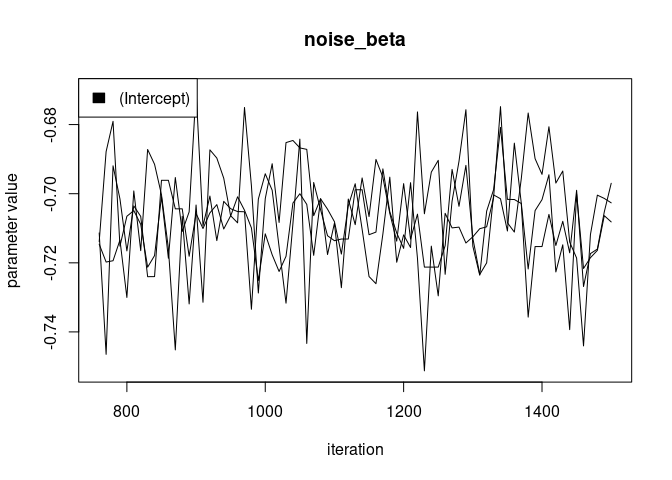 noise_beta
(Intercept)
-0.68
-0.70
-0.72
-0.74
parameter value
800
1000
1200
1400
iteration